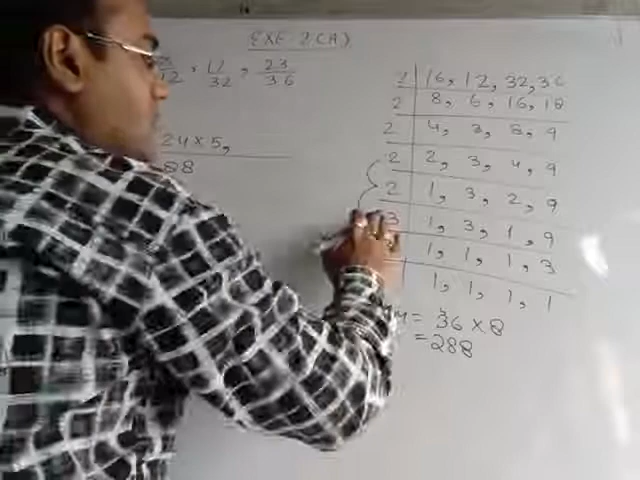 EXE-2(A)
12, 17/32, 23/36
24×5,
88
2 | 16, 12, 32, 36
2 | 8, 6, 16, 18
2 | 4, 3, 8, 9
2 | 2, 3, 4, 9
2 | 1, 3, 2, 9
3 | 1, 3, 1, 9
1, 1, 1, 3
1, 1, 1, 1
= 36 × 8
= 288